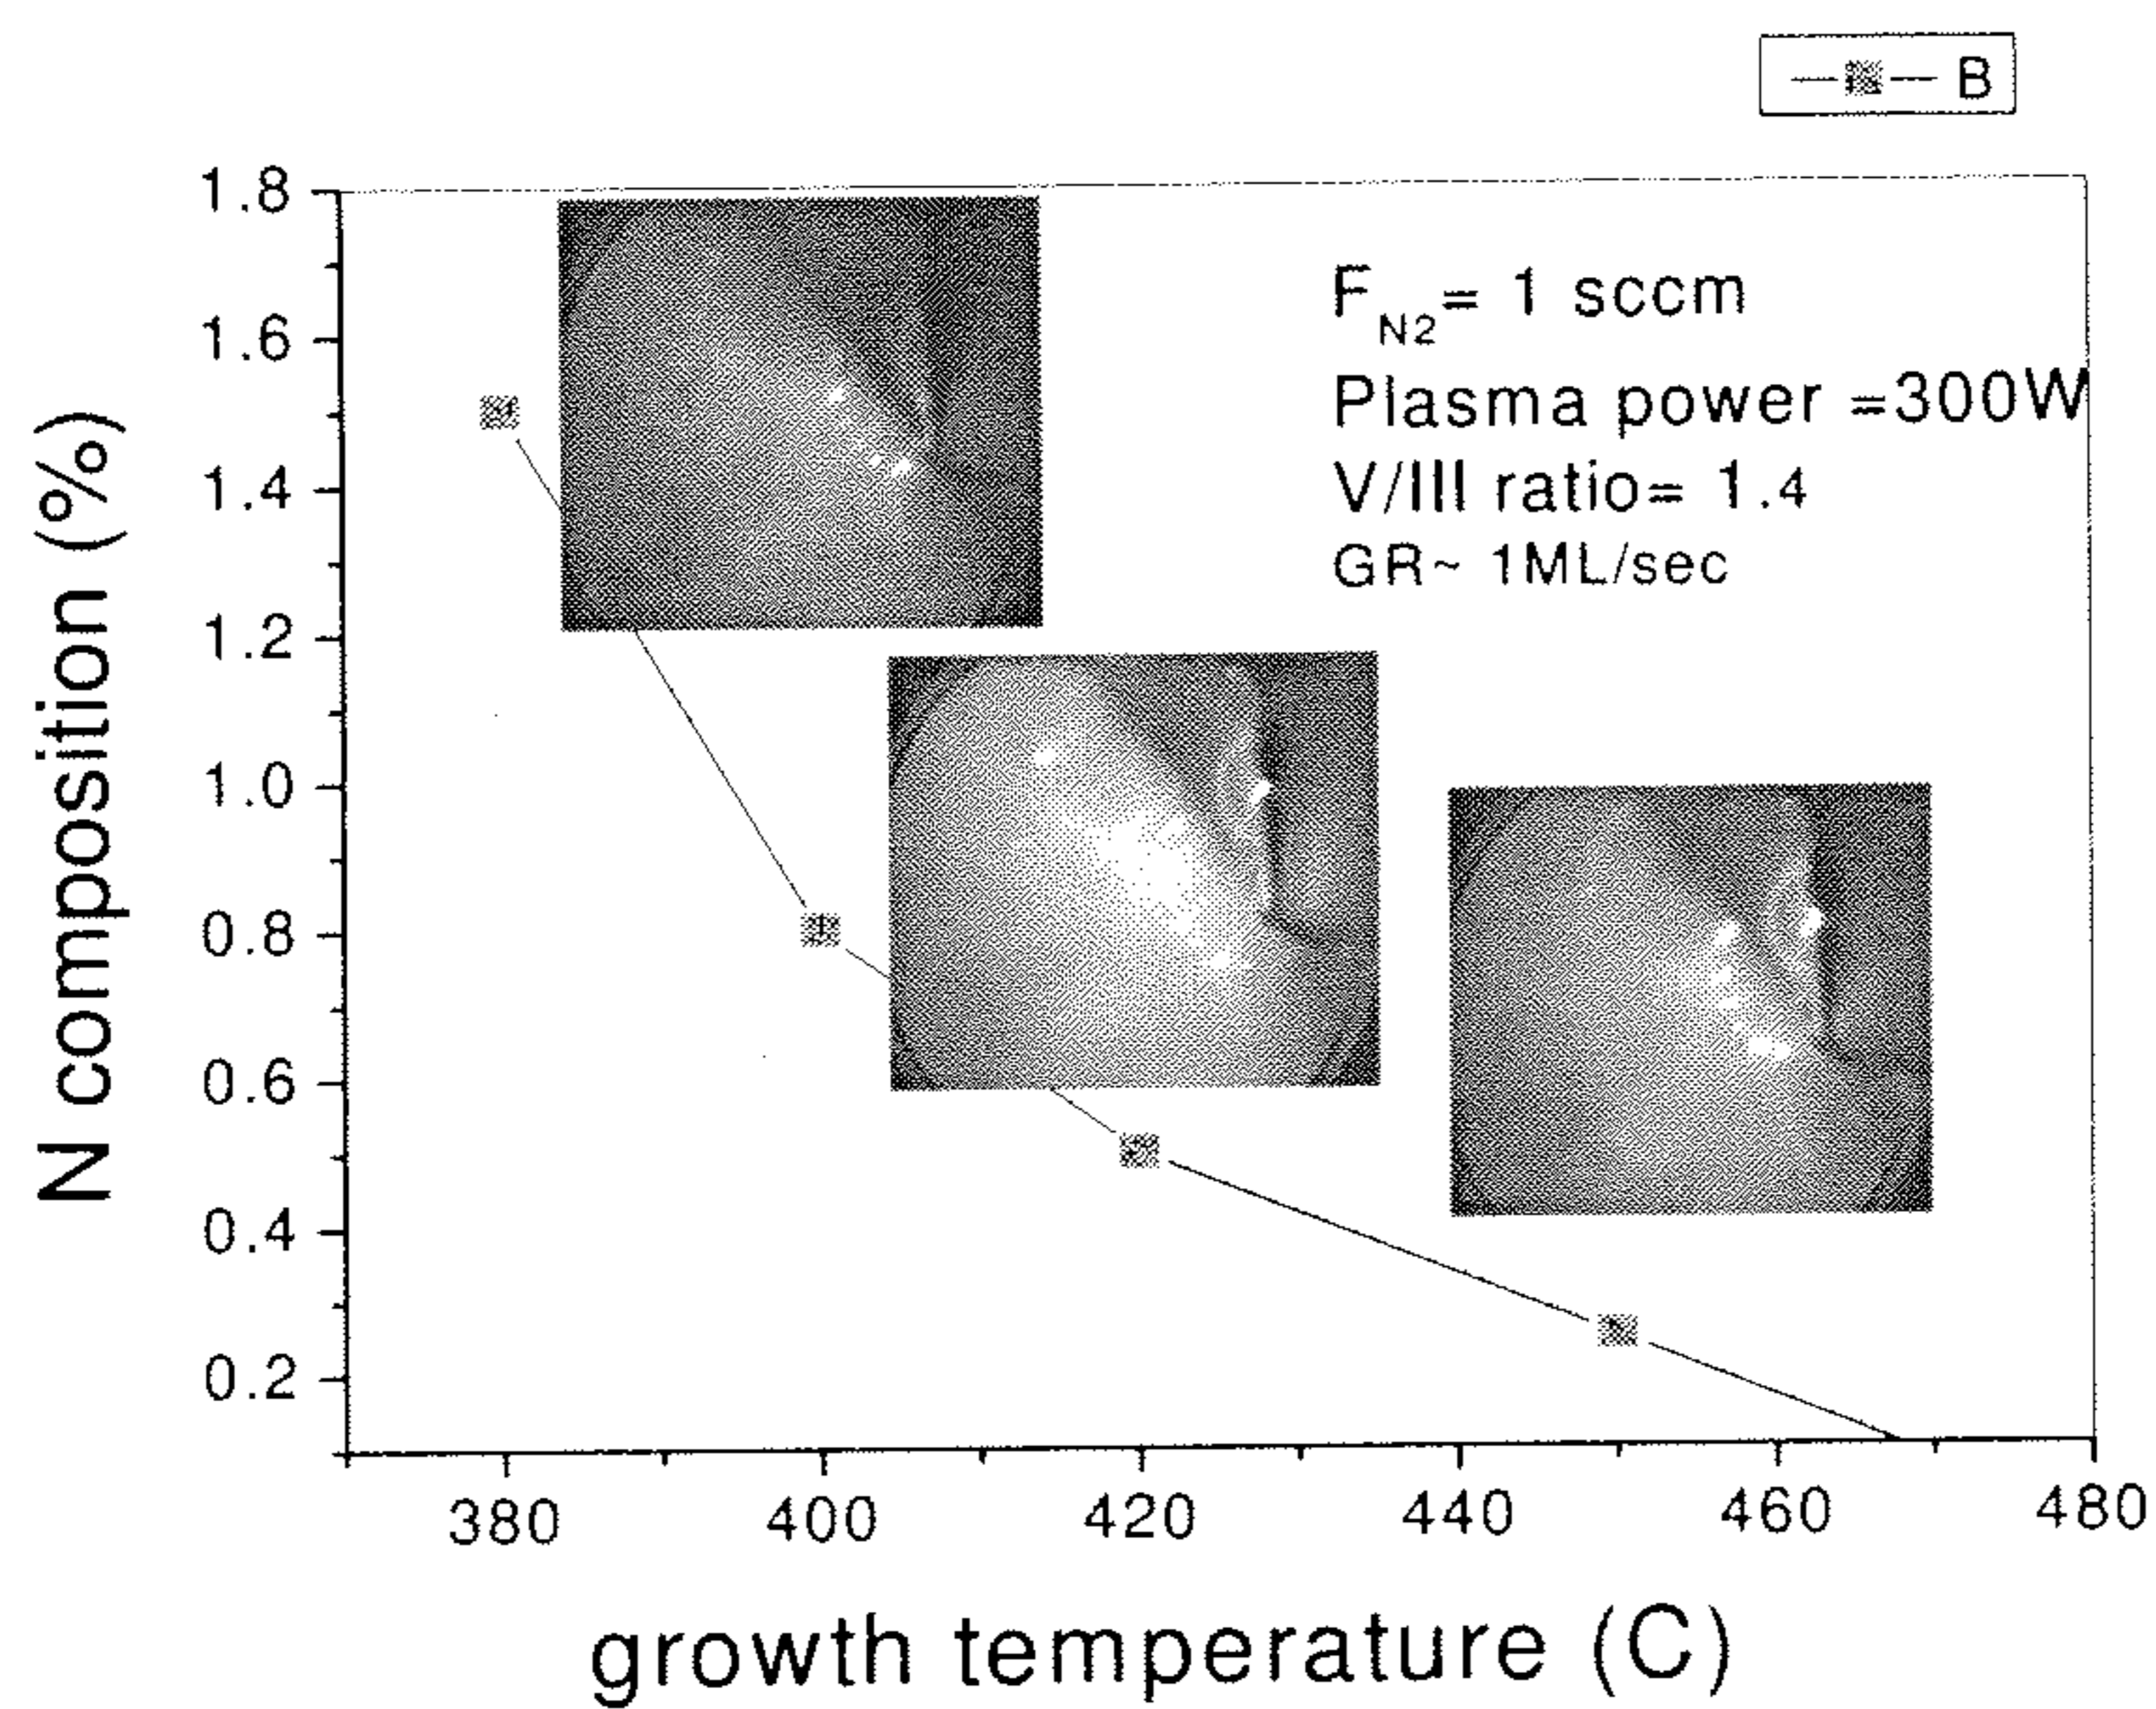 B
1.8
1.6
1.4
1.2
1.0
0.8
0.6
0.4
0.2
N composition (%)
F_N2 = 1 sccm
Plasma power =300W
V/III ratio= 1.4
GR~ 1ML/sec
380 400 420 440 460 480
growth temperature (C)